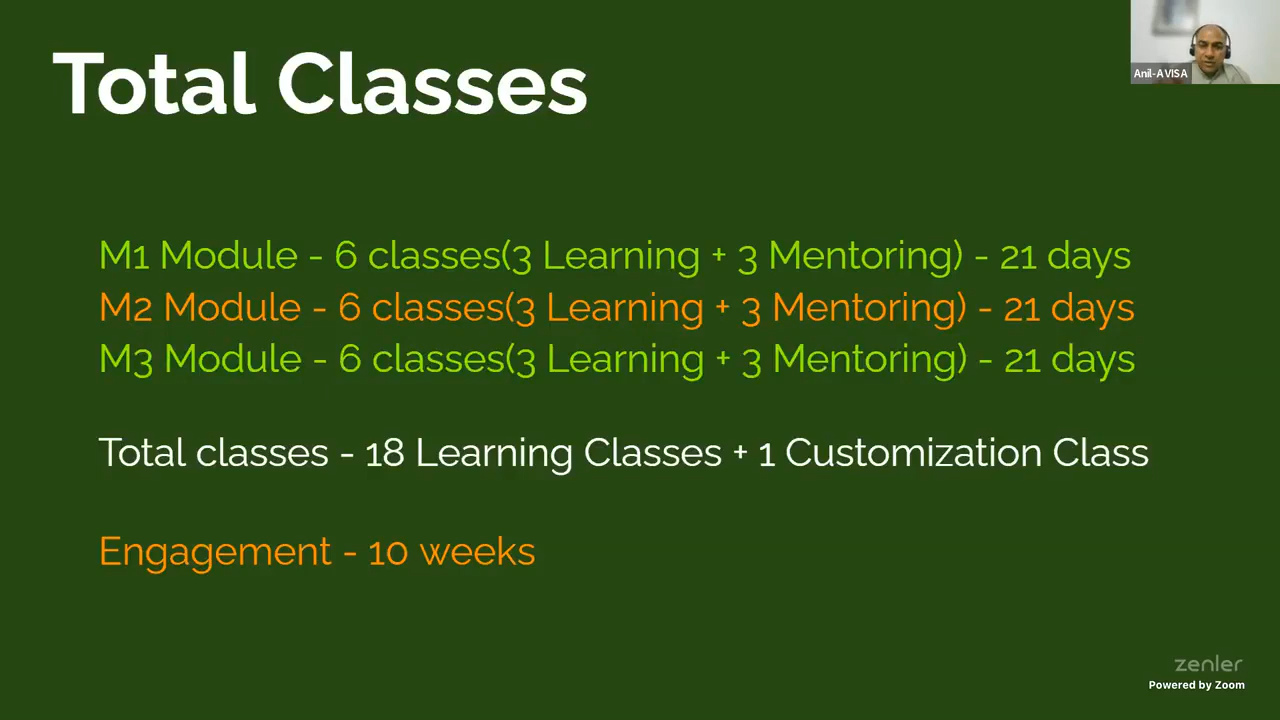 Total Classes
Anil-AVISA
M1 Module - 6 classes(3 Learning + 3 Mentoring) - 21 days
M2 Module - 6 classes(3 Learning + 3 Mentoring) - 21 days
M3 Module - 6 classes(3 Learning + 3 Mentoring) - 21 days
Total classes - 18 Learning Classes + 1 Customization Class
Engagement - 10 weeks
zenler
Powered by Zoom